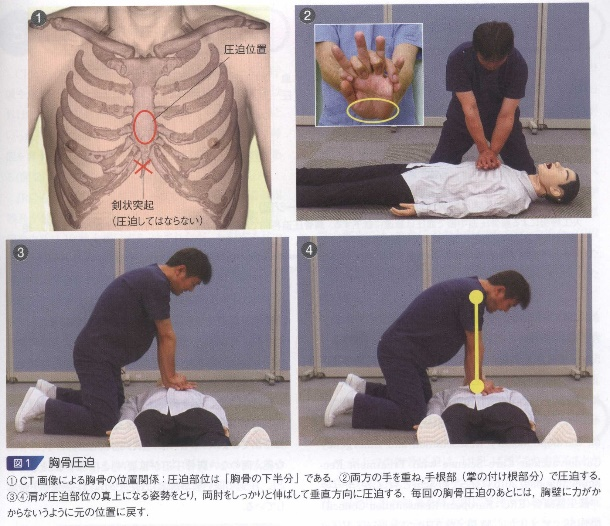 ①
圧迫位置
剣状突起
（圧迫してはならない）
②
③
④
図1 胸骨圧迫
①CT画像による胸骨の位置関係：圧迫部位は「胸骨の下半分」である．②両方の手を重ね，手根部（掌の付け根部分）で圧迫する．
③④肩が圧迫部位の真上になる姿勢をとり，両肘をしっかりと伸ばして垂直方向に圧迫する．毎回の胸骨圧迫のあとには，胸壁に力がか
からないように元の位置に戻す．